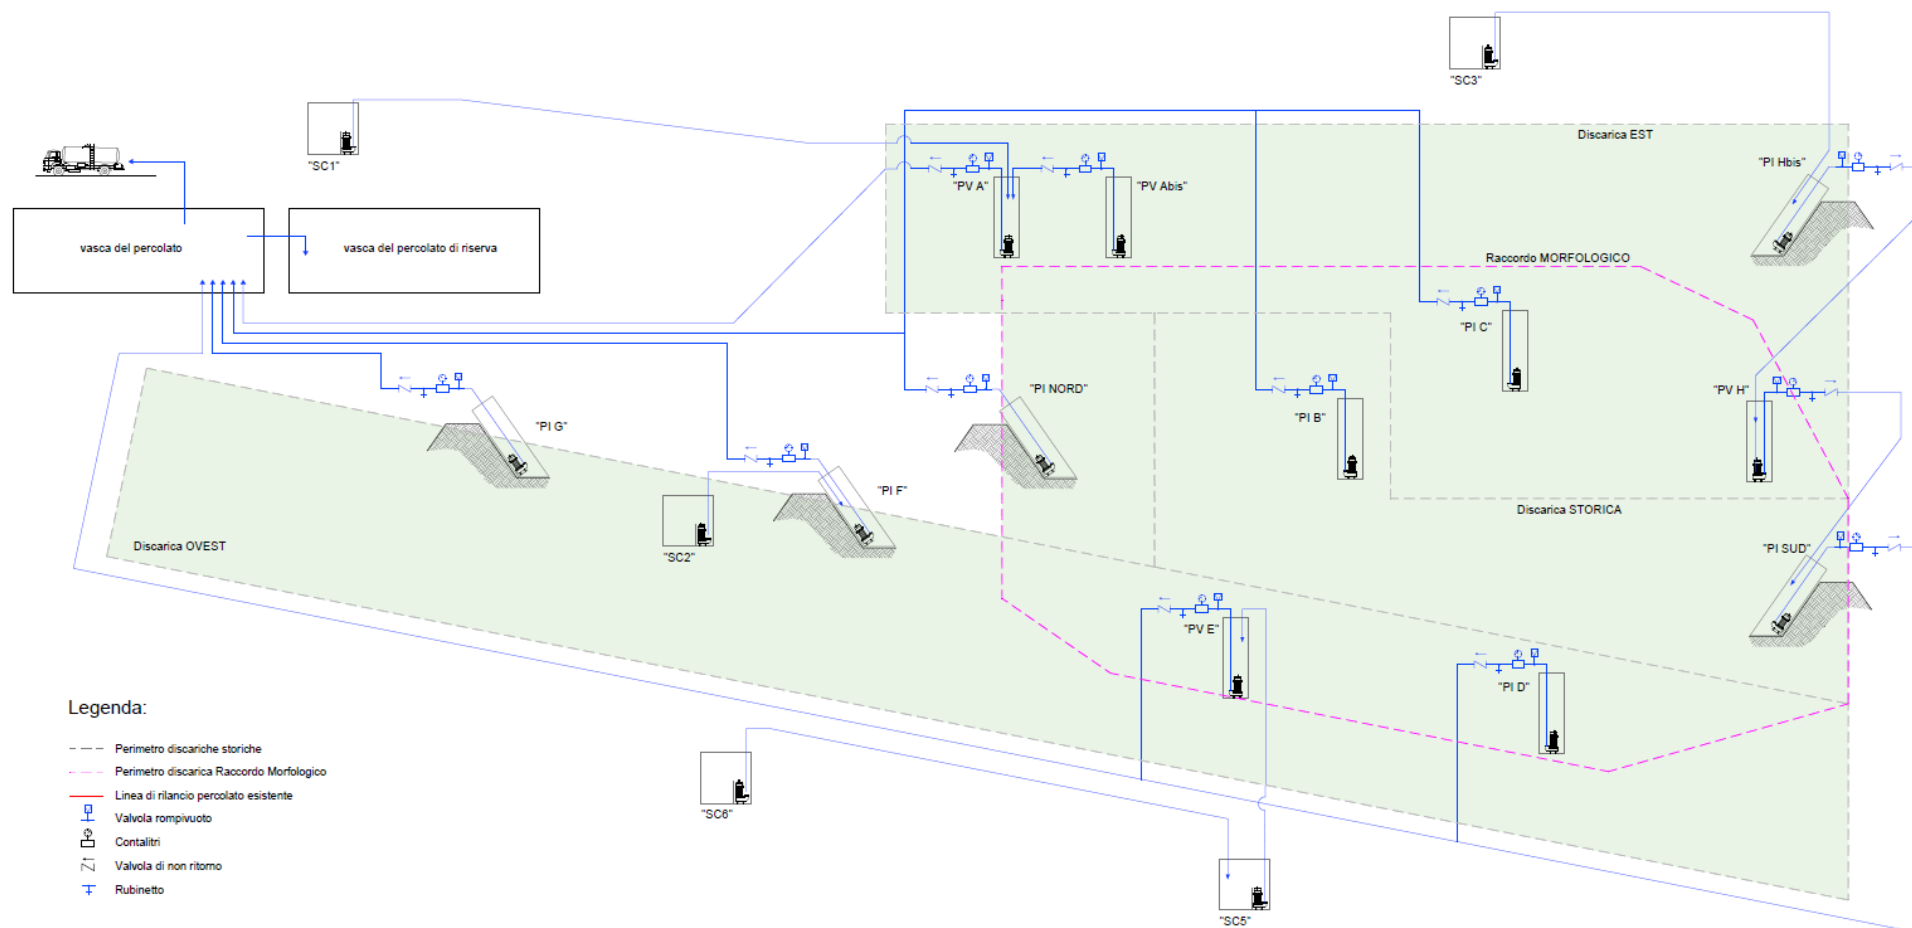 "SC3"
Discarica EST
"SC1"
"PI Hbis"
"PV A"
"PV Abis"
vasca del percolato
vasca del percolato di riserva
Raccordo MORFOLOGICO
"PI C"
"PI NORD"
"PV H"
"PI B"
"PI G"
"PI F"
Discarica STORICA
Discarica OVEST
"SC2"
"PI SUD"
"PV E"
"PI D"
Legenda:
Perimetro discariche storiche
Perimetro discarica Raccordo Morfologico
Linea di rilancio percolato esistente
Valvola rompivuoto
Contalitri
Valvola di non ritorno
Rubinetto
"SC6"
"SC5"